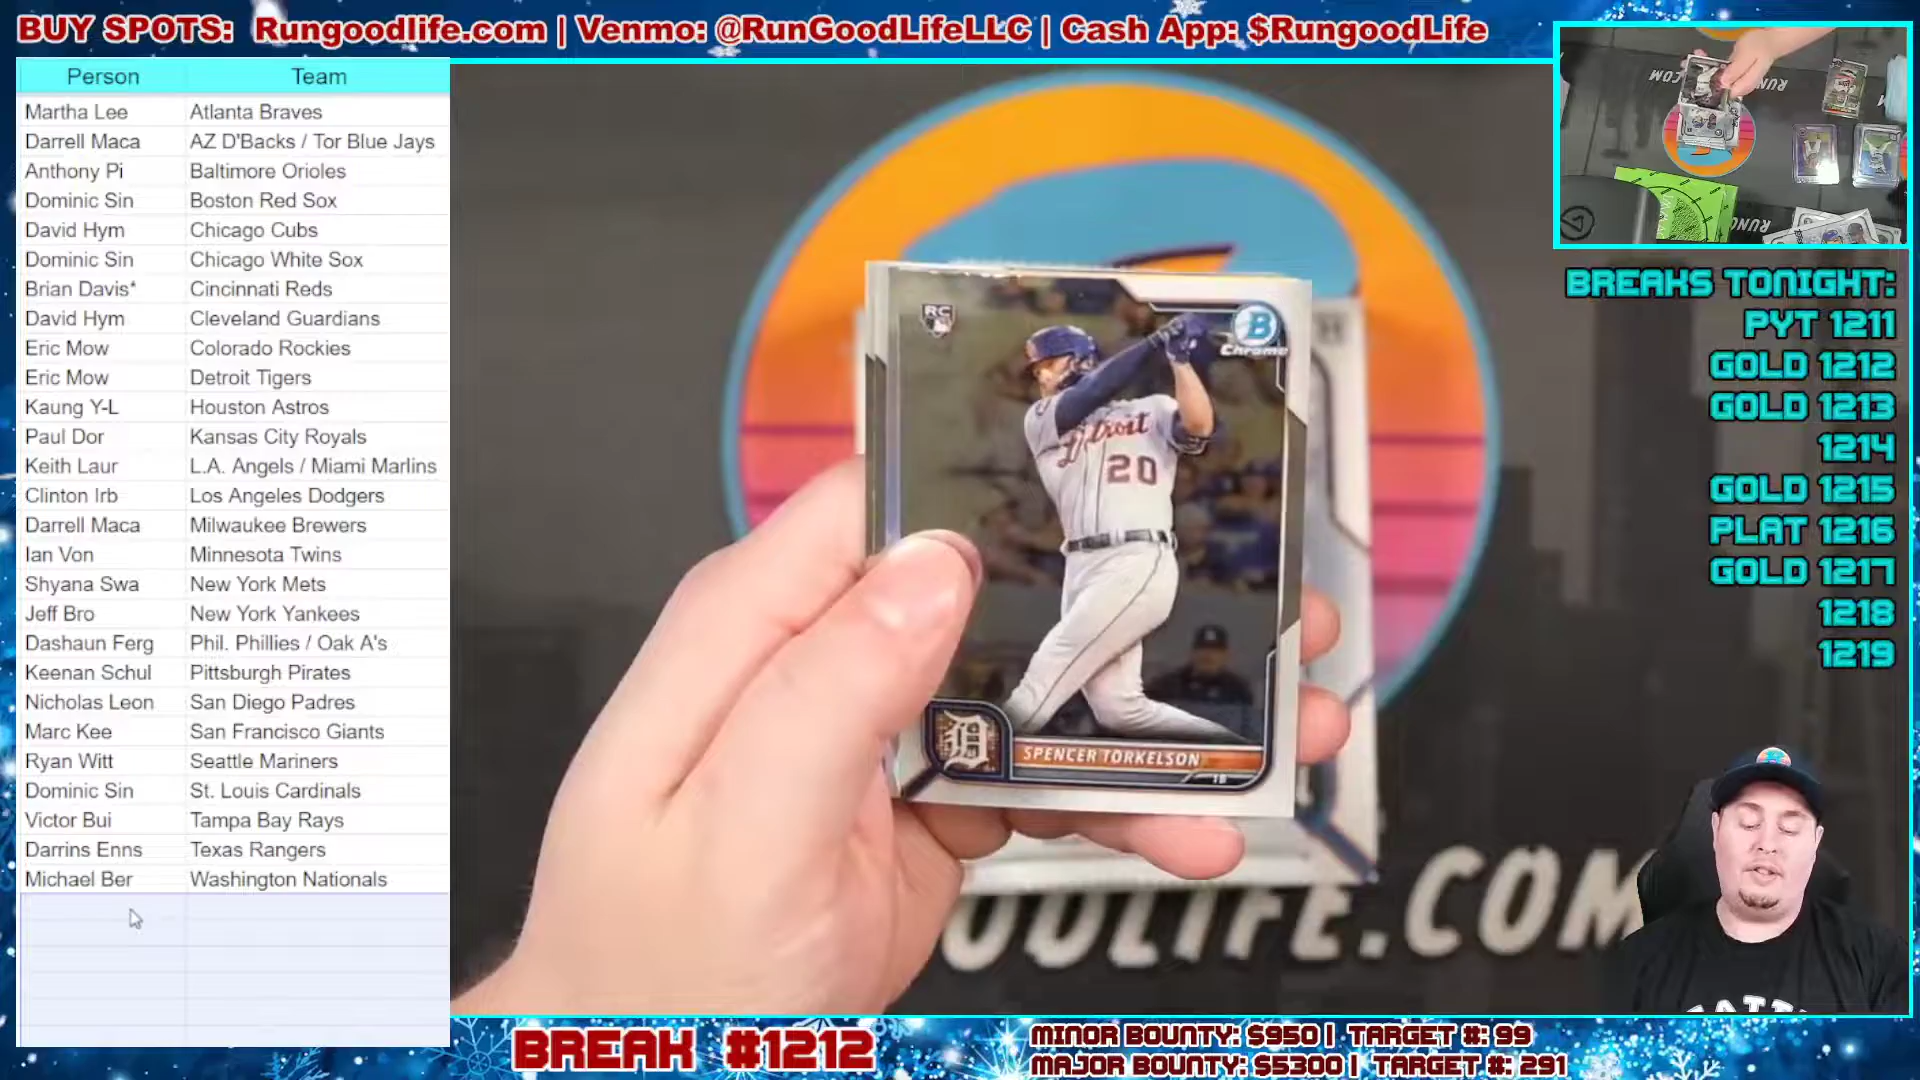 BUY SPOTS: Rungoodlife.com | Venmo: @RunGoodLifeLLC | Cash App: $RungoodLife
Person Team
Martha Lee Atlanta Braves
Darrell Maca AZ D'Backs / Tor Blue Jays
Anthony Pi Baltimore Orioles
Dominic Sin Boston Red Sox
David Hym Chicago Cubs
Dominic Sin Chicago White Sox
Brian Davis* Cincinnati Reds
David Hym Cleveland Guardians
Eric Mow Colorado Rockies
Eric Mow Detroit Tigers
Kaung Y-L Houston Astros
Paul Dor Kansas City Royals
Keith Laur L.A. Angels / Miami Marlins
Clinton Irb Los Angeles Dodgers
Darrell Maca Milwaukee Brewers
Ian Von Minnesota Twins
Shyana Swa New York Mets
Jeff Bro New York Yankees
Dashaun Ferg Phil. Phillies / Oak A's
Keenan Schul Pittsburgh Pirates
Nicholas Leon San Diego Padres
Marc Kee San Francisco Giants
Ryan Witt Seattle Mariners
Dominic Sin St. Louis Cardinals
Victor Bui Tampa Bay Rays
Darrins Enns Texas Rangers
Michael Ber Washington Nationals
RC
B
Chrome
Detroit
20
D
SPENCER TORKELSON
1B
ODLIFE.COM
BREAKS TONIGHT:
PYT 1211
GOLD 1212
GOLD 1213
1214
GOLD 1215
PLAT 1216
GOLD 1217
1218
1219
BREAK #1212
MINOR BOUNTY: $950 | TARGET #: 99
MAJOR BOUNTY: $5300 | TARGET #: 291